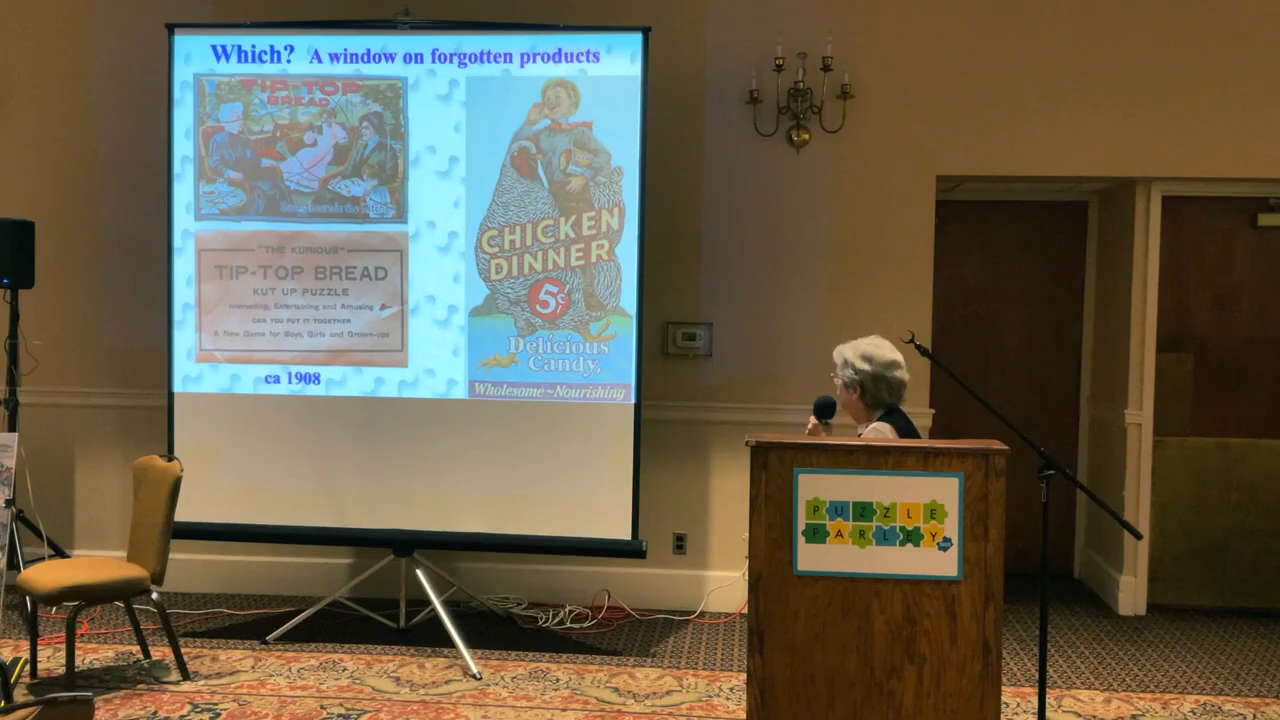 Which? A window on forgotten products
TIP-TOP
BREAD
"THE KURIOUS"
TIP-TOP BREAD
KUT UP PUZZLE
Interesting, Entertaining and Amusing
CAN YOU PUT IT TOGETHER
A New Game for Boys, Girls and Grown-ups
ca 1908
CHICKEN
DINNER
5¢
Delicious
Candy,
Wholesome~Nourishing
PUZZLE
PARLEY